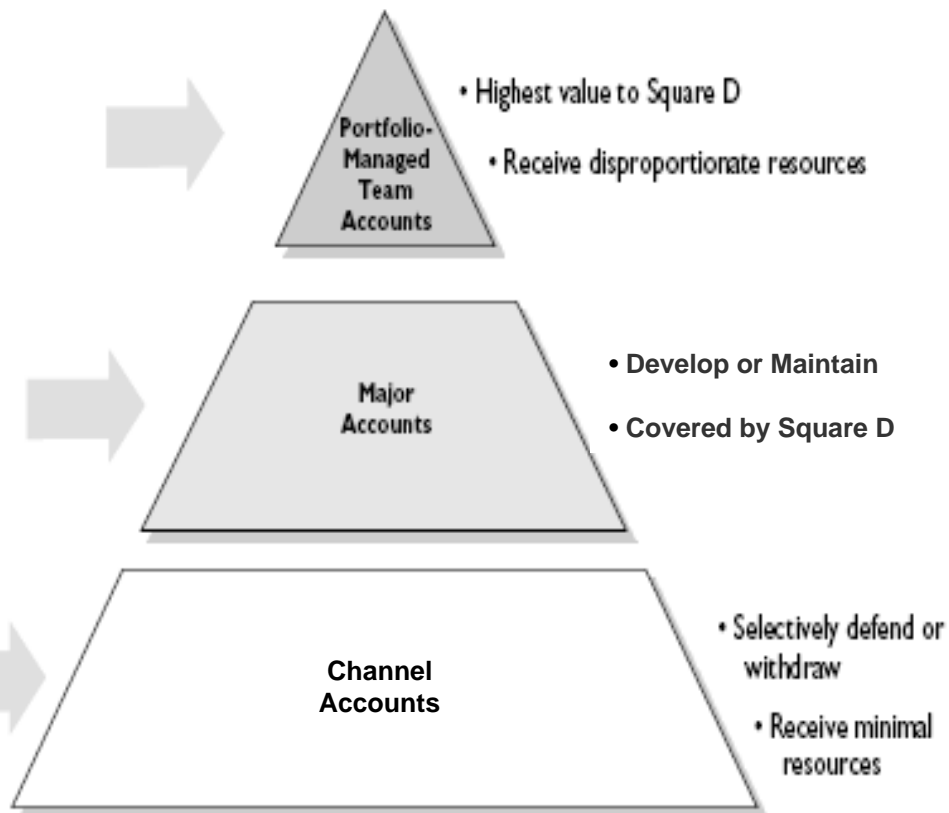 • Highest value to Square D
Portfolio-
Managed
Team
Accounts
• Receive disproportionate resources
Major
Accounts
• Develop or Maintain
• Covered by Square D
Channel
Accounts
• Selectively defend or
withdraw
• Receive minimal
resources